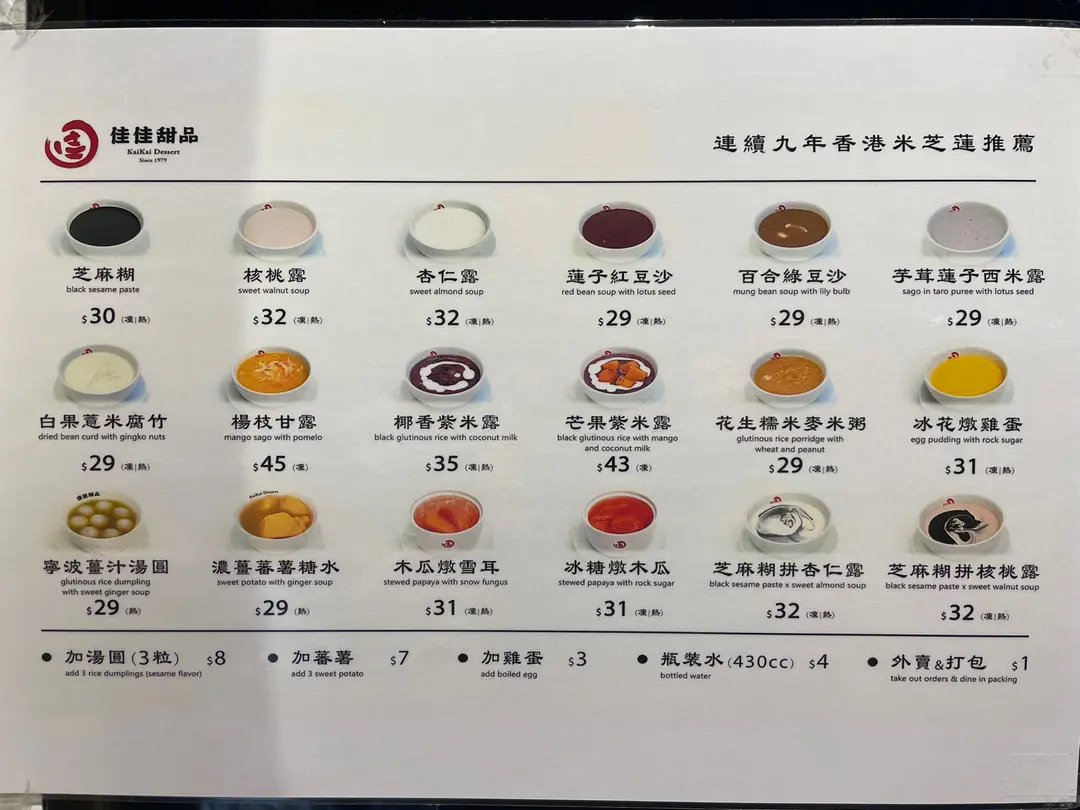 佳佳甜品
KaiKai Dessert
Since 1979
連續九年香港米芝蓮推薦
芝麻糊
black sesame paste
$30 (凍|熱)
核桃露
sweet walnut soup
$32 (凍|熱)
杏仁露
sweet almond soup
$32 (凍|熱)
蓮子紅豆沙
red bean soup with lotus seed
$29 (凍|熱)
百合綠豆沙
mung bean soup with lily bulb
$29 (凍|熱)
芋茸蓮子西米露
sago in taro puree with lotus seed
$29 (凍|熱)
白果薏米腐竹
dried bean curd with gingko nuts
$29 (凍|熱)
楊枝甘露
mango sago with pomelo
$45 (凍)
椰香紫米露
black glutinous rice with coconut milk
$35 (凍|熱)
芒果紫米露
black glutinous rice with mango
and coconut milk
$43 (凍)
花生糯米麥米粥
glutinous rice porridge with
wheat and peanut
$29 (凍|熱)
冰花燉雞蛋
egg pudding with rock sugar
$31 (凍|熱)
佳佳甜品
寧波薑汁湯圓
glutinous rice dumpling
with sweet ginger soup
$29 (熱)
KaiKai Dessert
濃薑蕃薯糖水
sweet potato with ginger soup
$29 (熱)
木瓜燉雪耳
stewed papaya with snow fungus
$31 (凍|熱)
冰糖燉木瓜
stewed papaya with rock sugar
$31 (凍|熱)
芝麻糊拼杏仁露
black sesame paste x sweet almond soup
$32 (凍|熱)
芝麻糊拼核桃露
black sesame paste x sweet walnut soup
$32 (凍|熱)
● 加湯圓(3粒) $8
add 3 rice dumplings (sesame flavor)
● 加蕃薯 $7
add 3 sweet potato
● 加雞蛋 $3
add boiled egg
● 瓶裝水(430cc) $4
bottled water
● 外賣&打包 $1
take out orders & dine in packing